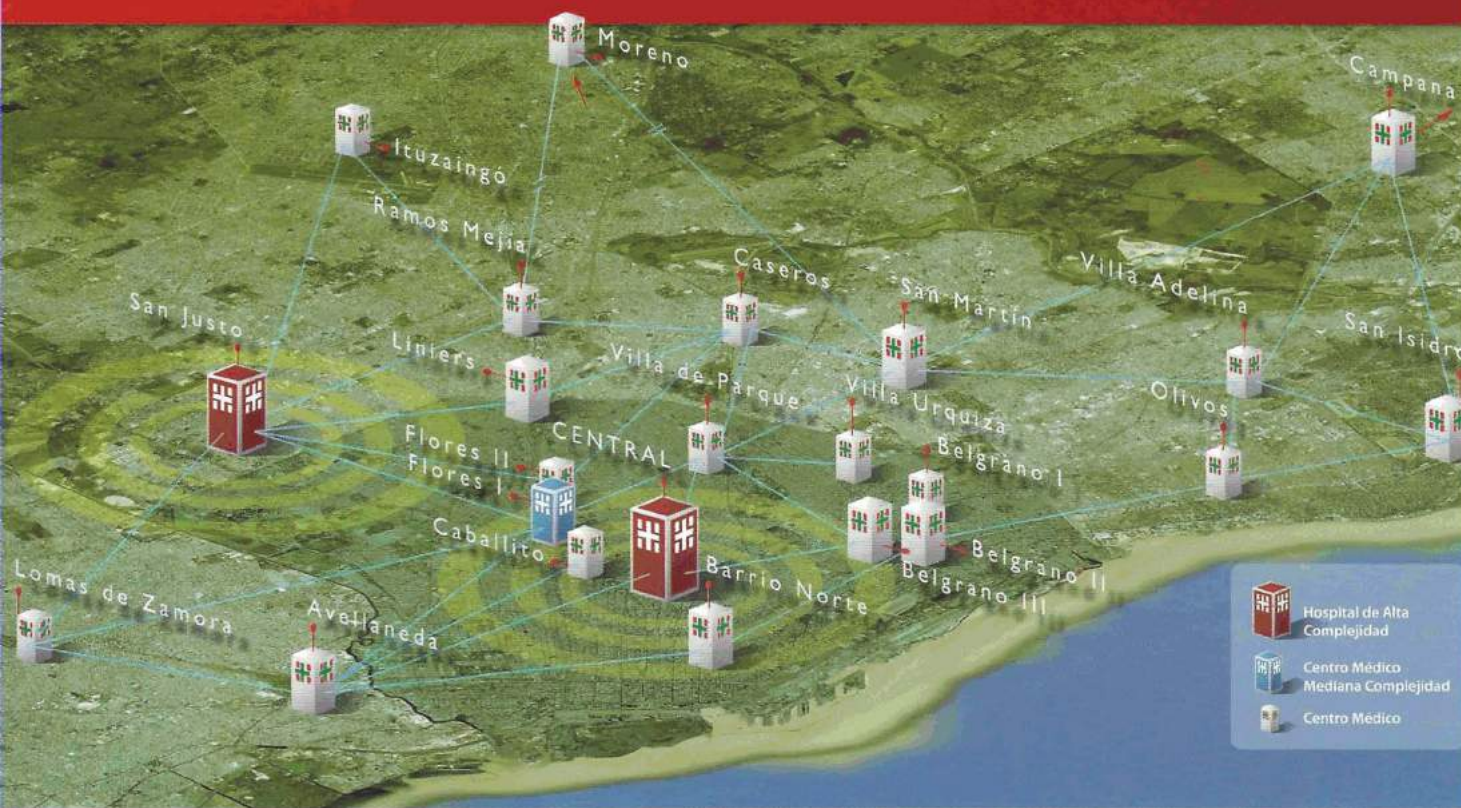 Moreno
Campana
Ituzaingó
Ramos Mejía
Caseros
Villa Adelina
San Martín
San Justo
Liniers
Villa de Parque
San Isidro
Villa Urquiza
Olivos
Flores II
CENTRAL
Belgrano I
Flores I
Caballito
Belgrano II
Barrio Norte
Belgrano III
Lomas de Zamora
Avellaneda
Hospital de Alta
Complejidad
Centro Médico
Mediana Complejidad
Centro Médico